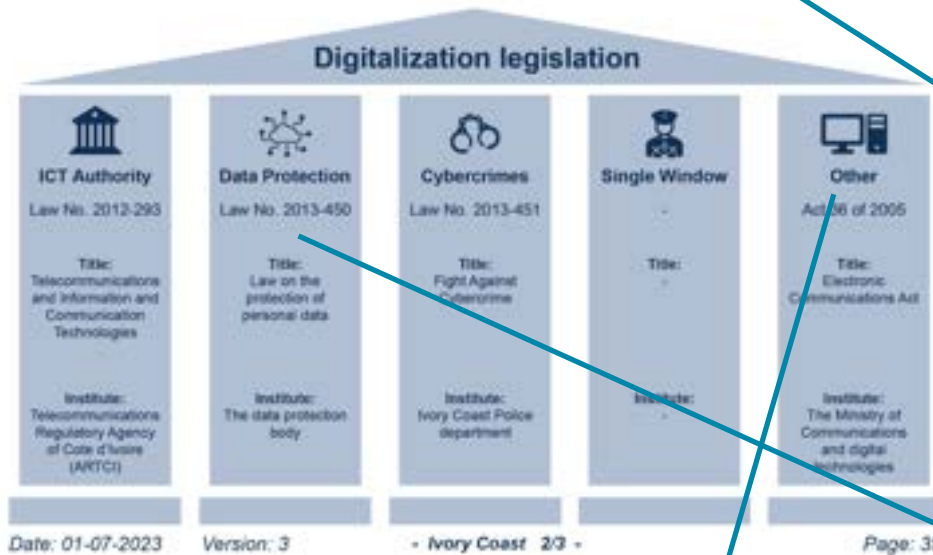 Digitalization legislation
ICT Authority
Law No. 2012-293
Title:
Telecommunications
and Information and
Communication
Technologies
Institute:
Telecommunications
Regulatory Agency
of Cote d'Ivoire
(ARTCI)
Data Protection
Law No. 2013-450
Title:
Law on the
protection of
personal data
Institute:
The data protection
body
Cybercrimes
Law No. 2013-451
Title:
Fight Against
Cybercrime
Institute:
Ivory Coast Police
department
Single Window
-
Title:
-
Institute:
-
Other
Act 36 of 2005
Title:
Electronic
Communications Act
Institute:
The Ministry of
Communications
and digital
technologies
Date: 01-07-2023 Version: 3 - Ivory Coast 2/3 - Page: